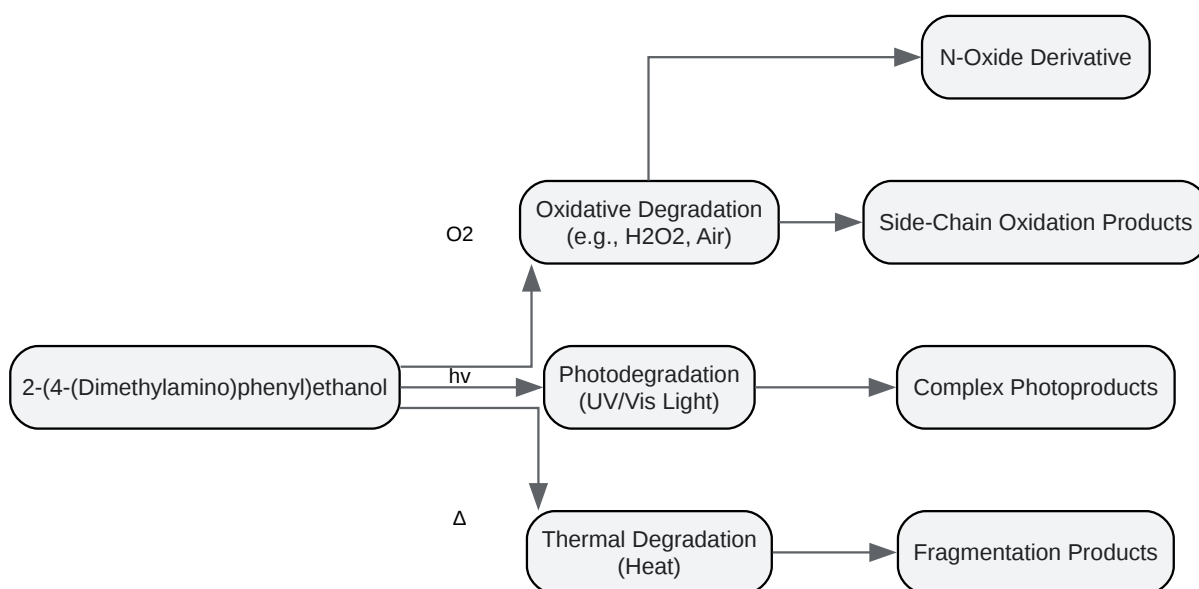 N-Oxide Derivative
Oxidative Degradation
(e.g., H2O2, Air)
Side-Chain Oxidation Products
O2
2-(4-(Dimethylamino)phenyl)ethanol
hv
Photodegradation
(UV/Vis Light)
Complex Photoproducts
Δ
Thermal Degradation
(Heat)
Fragmentation Products